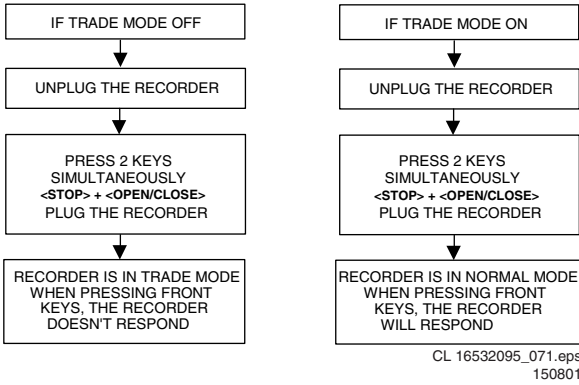 IF TRADE MODE OFF
UNPLUG THE RECORDER
PRESS 2 KEYS
SIMULTANEOUSLY
<STOP> + <OPEN/CLOSE>
PLUG THE RECORDER
RECORDER IS IN TRADE MODE
WHEN PRESSING FRONT
KEYS, THE RECORDER
DOESN'T RESPOND
IF TRADE MODE ON
UNPLUG THE RECORDER
PRESS 2 KEYS
SIMULTANEOUSLY
<STOP> + <OPEN/CLOSE>
PLUG THE RECORDER
RECORDER IS IN NORMAL MODE
WHEN PRESSING FRONT
KEYS, THE RECORDER
WILL RESPOND
CL 16532095_071.eps
150801